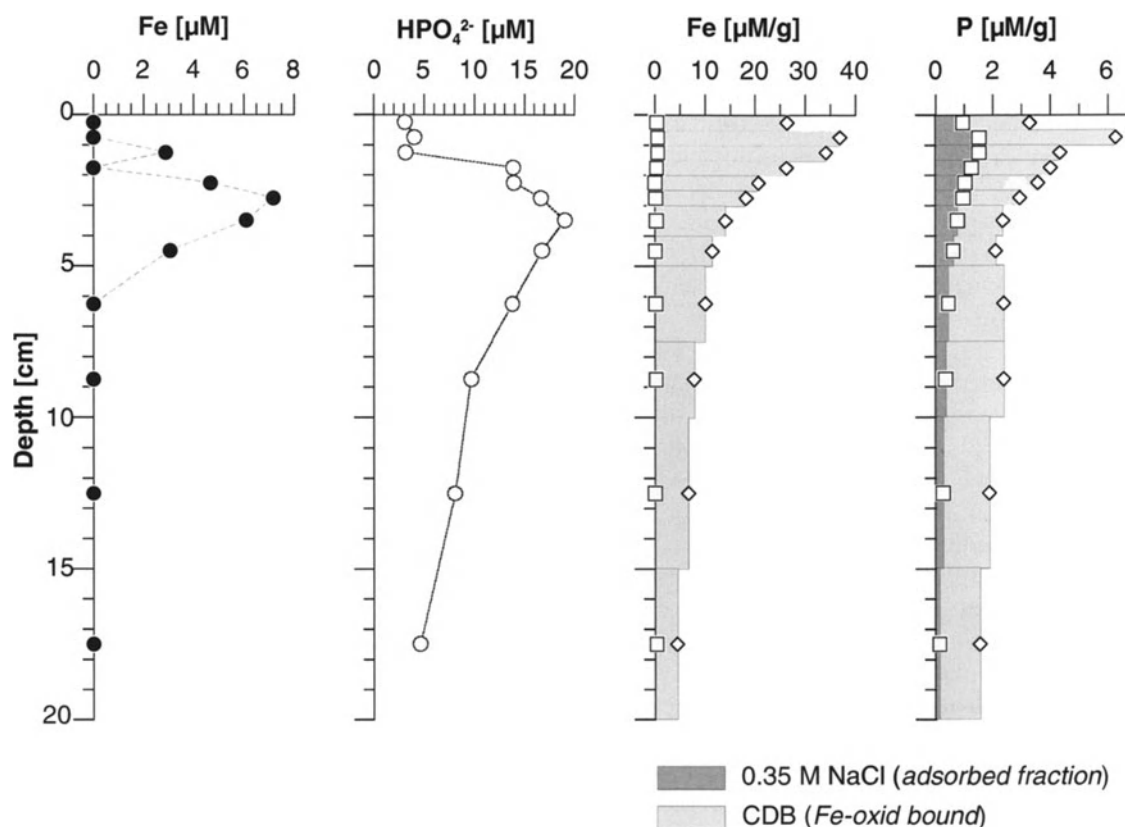 Fe [µM]
HPO₄²⁻ [µM]
Fe [µM/g]
P [µM/g]
0 2 4 6 8
0 5 10 15 20
0 10 20 30 40
0 2 4 6
0
5
10
15
20
Depth [cm]
0.35 M NaCl (adsorbed fraction)
CDB (Fe-oxid bound)